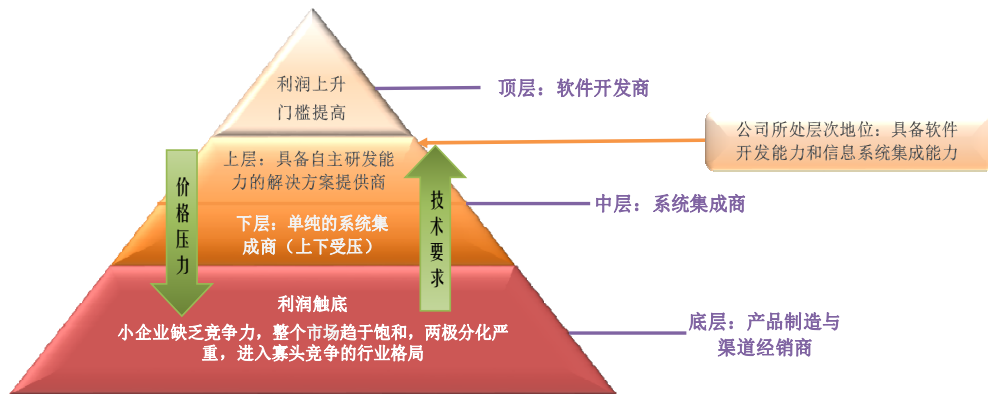 利润上升
门槛提高
顶层：软件开发商
公司所处层次地位：具备软件
开发能力和信息系统集成能力
上层：具备自主研发能
力的解决方案提供商
价格压力
技术要求
中层：系统集成商
下层：单纯的系统集
成商（上下受压）
利润触底
小企业缺乏竞争力，整个市场趋于饱和，两极分化严
重，进入寡头竞争的行业格局
底层：产品制造与
渠道经销商